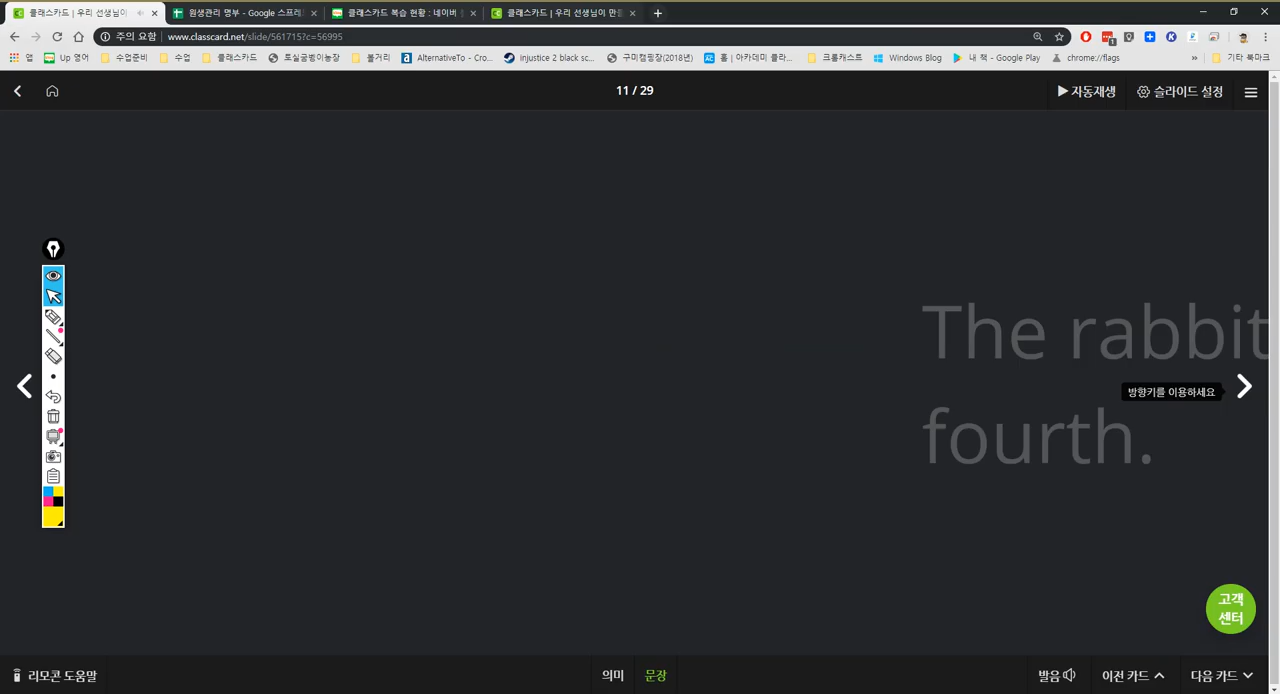 클래스카드 | 우리 선생님이
원생관리 명부 - Google 스프레
클래스카드 복습 현황 : 네이버
클래스카드 | 우리 선생님이 만든
주의 요함 www.classcard.net/slide/561715?c=56995
앱 Up 영어 수업준비 수업 클래스카드 토실공벙이농장 볼거리 AlternativeTo - Cro... Injustice 2 black sc... 구미캠핑장(2018년) 홈 | 아카데미 클라... 크롬캐스트 Windows Blog 내 책 - Google Play chrome://flags » 기타 북마크
11 / 29
자동재생
슬라이드 설정
The rabbit
방향키를 이용하세요
fourth.
고객
센터
리모콘 도움말
의미
문장
발음
이전 카드
다음 카드